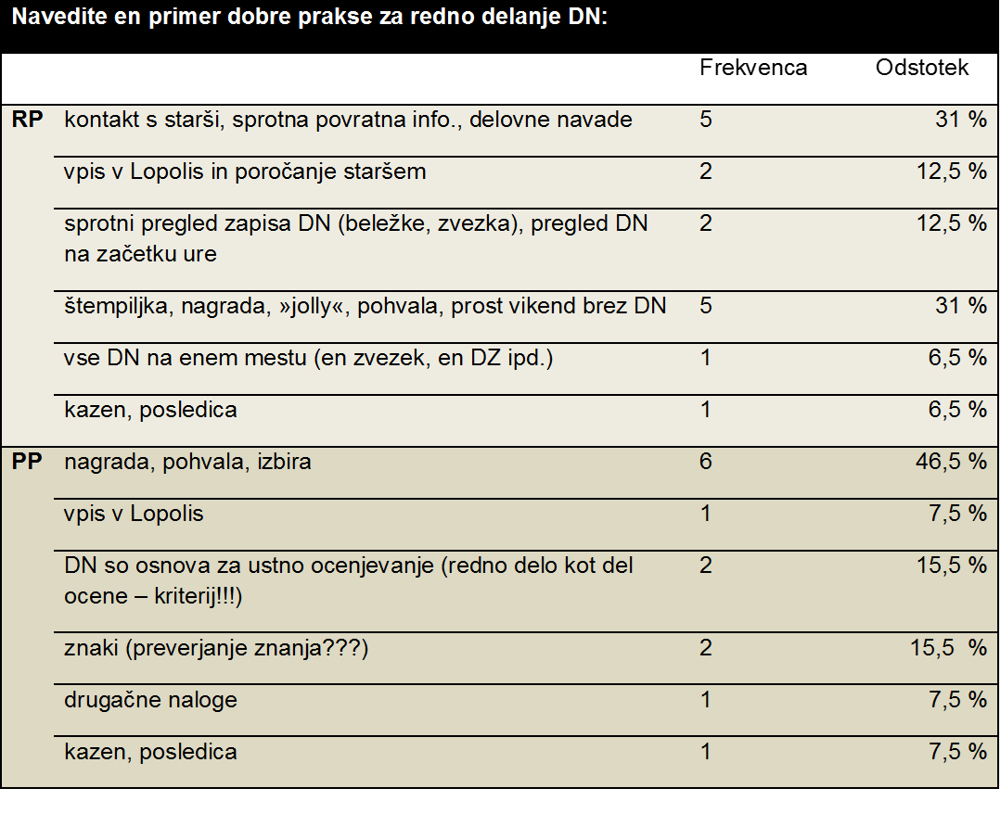 Navedite en primer dobre prakse za redno delanje DN:
Frekvenca Odstotek
RP kontakt s starši, sprotna povratna info., delovne navade 5 31 %
vpis v Lopolis in poročanje staršem 2 12,5 %
sprotni pregled zapisa DN (beležke, zvezka), pregled DN 2 12,5 %
na začetku ure
štempiljka, nagrada, »jolly«, pohvala, prost vikend brez DN 5 31 %
vse DN na enem mestu (en zvezek, en DZ ipd.) 1 6,5 %
kazen, posledica 1 6,5 %
PP nagrada, pohvala, izbira 6 46,5 %
vpis v Lopolis 1 7,5 %
DN so osnova za ustno ocenjevanje (redno delo kot del 2 15,5 %
ocene – kriterij!!!)
znaki (preverjanje znanja???) 2 15,5 %
drugačne naloge 1 7,5 %
kazen, posledica 1 7,5 %